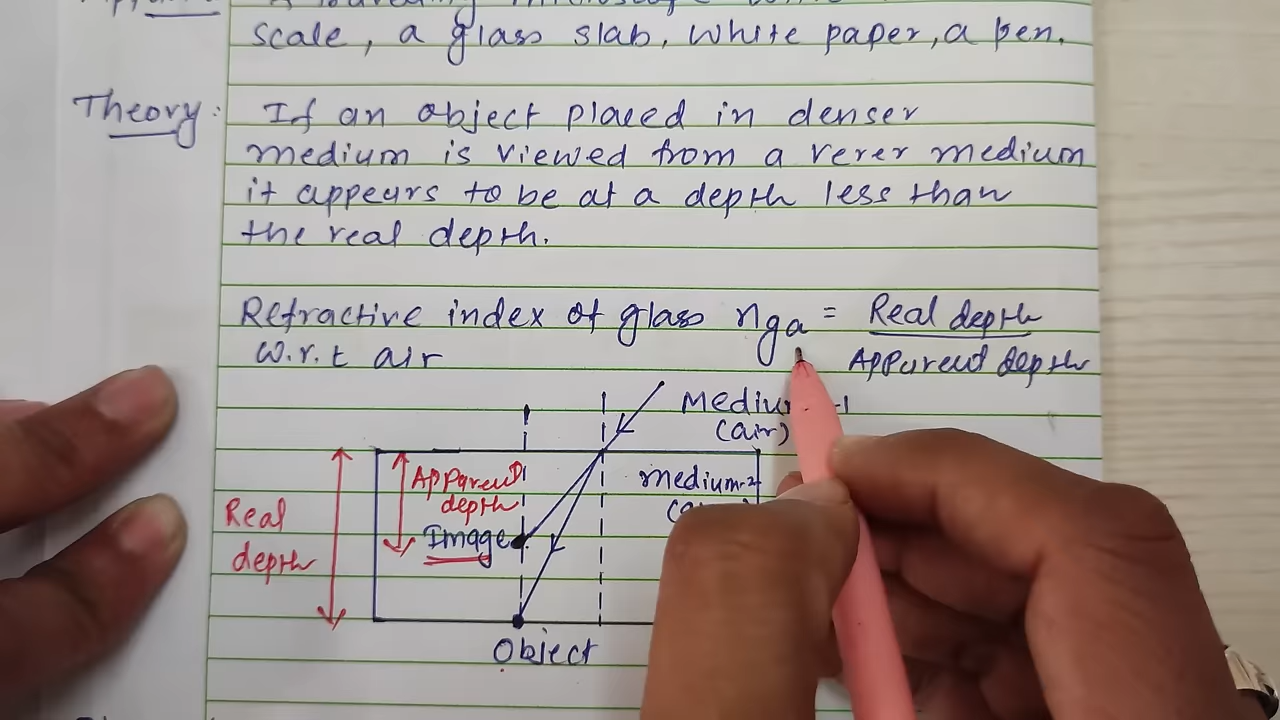 scale, a glass slab, white paper, a pen.
Theory: If an object placed in denser
medium is viewed from a rerer medium
it appears to be at a depth less than
the real depth.
Refractive index of glass nga = Real depth
w.r.t air Apparent depth
Medium-1
(air)
Apparent
depth
medium-2
Real
depth
Image
Object